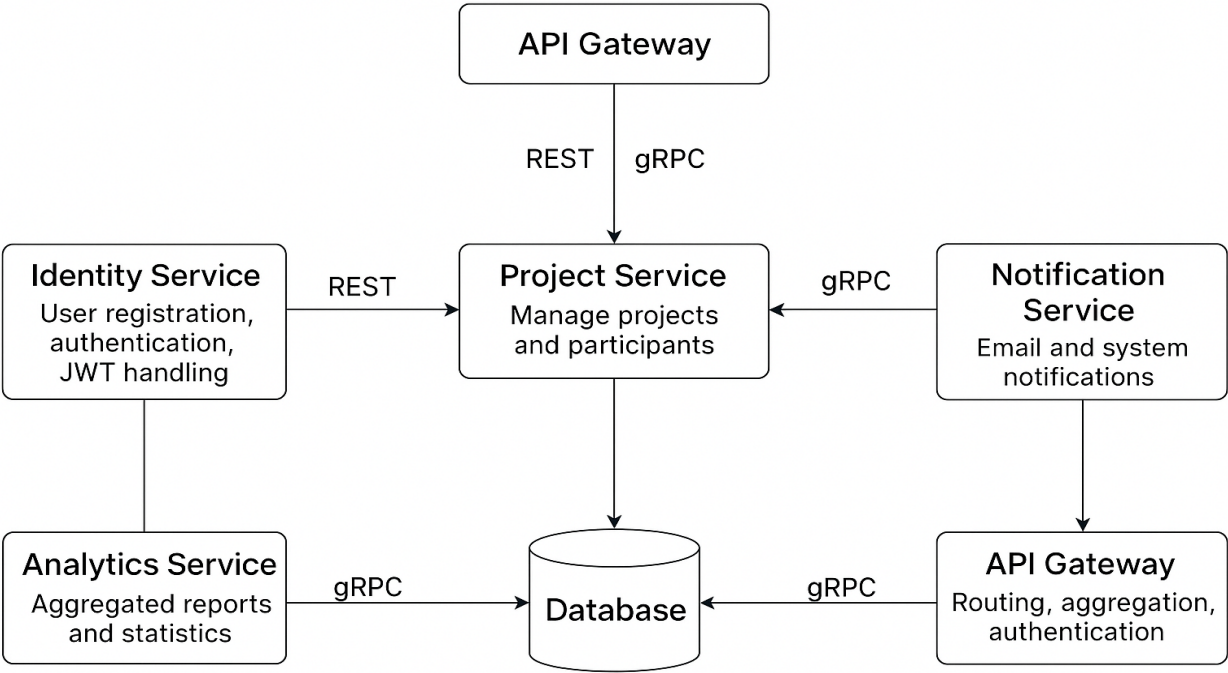 API Gateway
REST
gRPC
Identity Service
User registration,
authentication,
JWT handling
REST
Project Service
Manage projects
and participants
gRPC
Notification
Service
Email and system
notifications
Analytics Service
Aggregated reports
and statistics
gRPC
Database
gRPC
API Gateway
Routing, aggregation,
authentication